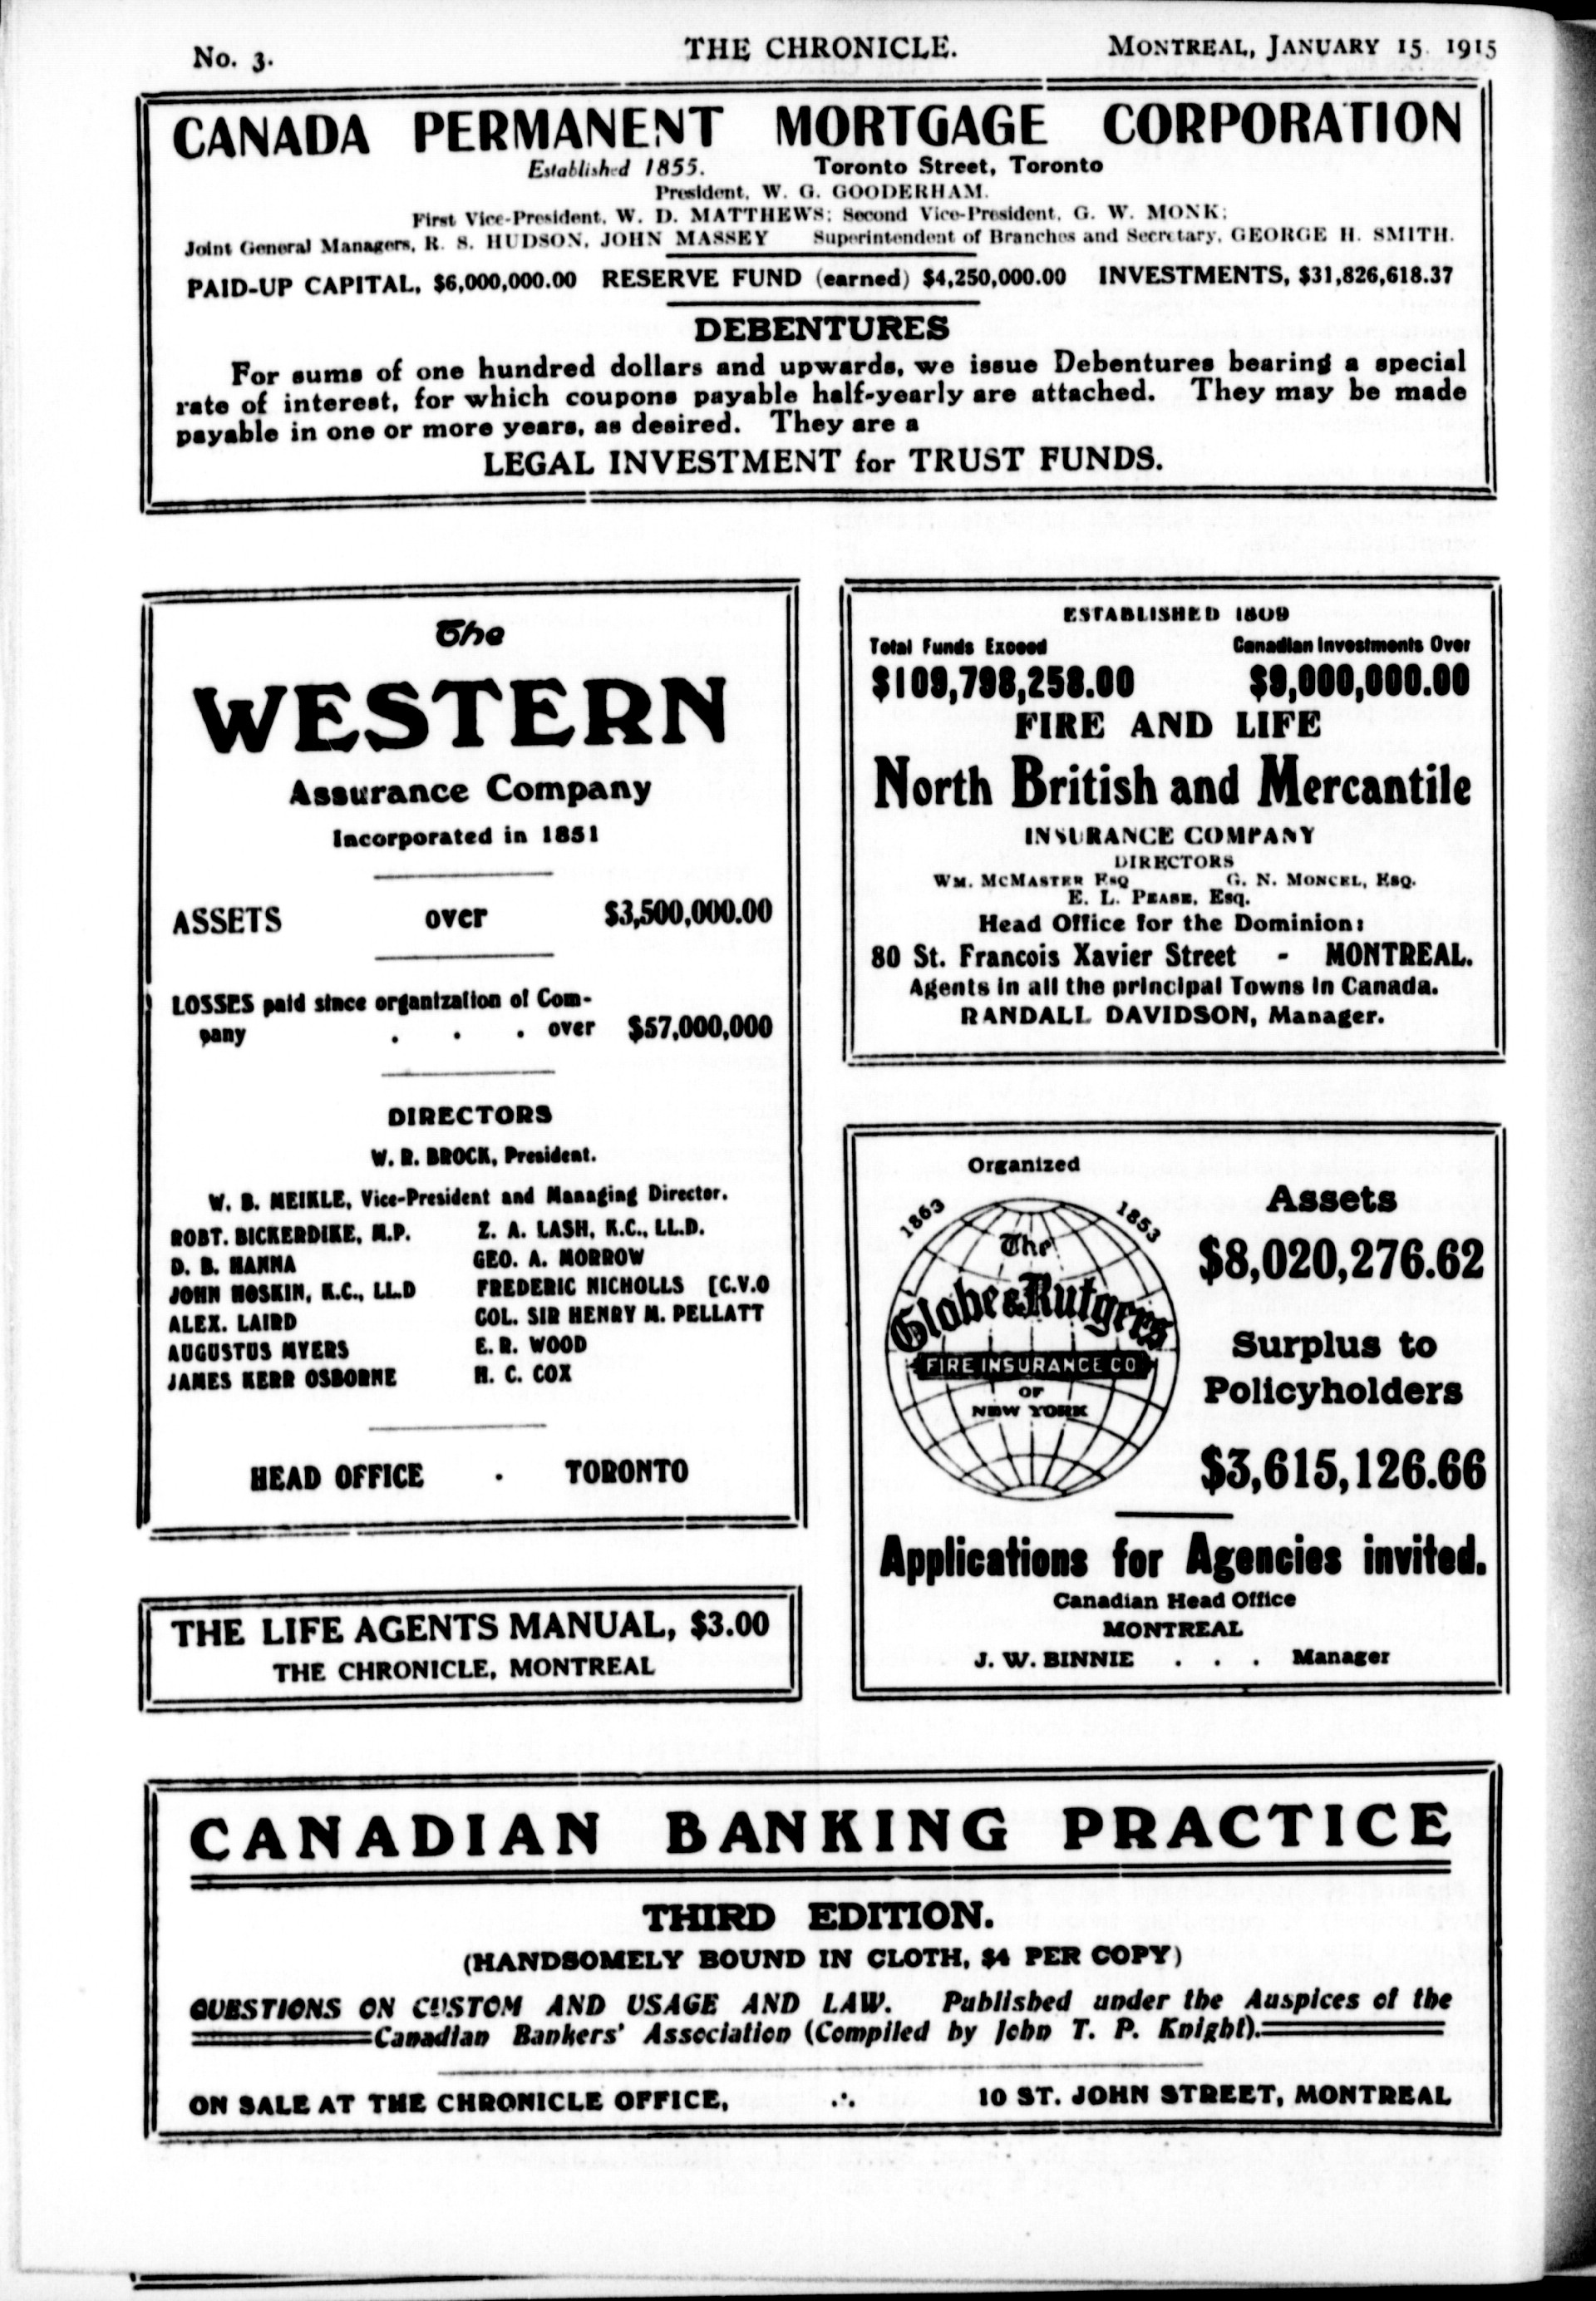 No. 3.
THE CHRONICLE.
MONTREAL, JANUARY 15. 1915
CANADA PERMANENT MORTGAGE CORPORATION
Established 1855. Toronto Street, Toronto
President, W. G. GOODERHAM.
First Vice-President, W. D. MATTHEWS; Second Vice-President, G. W. MONK;
Joint General Managers, R. S. HUDSON, JOHN MASSEY Superintendent of Branches and Secretary, GEORGE H. SMITH.
PAID-UP CAPITAL, $6,000,000.00 RESERVE FUND (earned) $4,250,000.00 INVESTMENTS, $31,826,618.37
DEBENTURES
For sums of one hundred dollars and upwards, we issue Debentures bearing a special
rate of interest, for which coupons payable half-yearly are attached. They may be made
payable in one or more years, as desired. They are a
LEGAL INVESTMENT for TRUST FUNDS.
The
WESTERN
Assurance Company
Incorporated in 1851
ASSETS over $3,500,000.00
LOSSES paid since organization of Com-
pany . . . over $57,000,000
DIRECTORS
W. R. BROCK, President.
W. B. MEIKLE, Vice-President and Managing Director.
ROBT. BICKERDIKE, M.P. Z. A. LASH, K.C., LL.D.
D. B. HANNA GEO. A. MORROW
JOHN HOSKIN, K.C., LL.D FREDERIC NICHOLLS [C.V.O
ALEX. LAIRD COL. SIR HENRY M. PELLATT
AUGUSTUS MYERS E. R. WOOD
JAMES KERR OSBORNE H. C. COX
HEAD OFFICE . TORONTO
THE LIFE AGENTS MANUAL, $3.00
THE CHRONICLE, MONTREAL
ESTABLISHED 1809
Total Funds Exceed Canadian Investments Over
$109,798,258.00 $9,000,000.00
FIRE AND LIFE
North British and Mercantile
INSURANCE COMPANY
DIRECTORS
WM. MCMASTER ESQ G. N. MONCEL, ESQ.
E. L. PEASE, Esq.
Head Office for the Dominion:
80 St. Francois Xavier Street - MONTREAL.
Agents in all the principal Towns in Canada.
RANDALL DAVIDSON, Manager.
Organized
1863 1853
The
Globe & Rutgers
FIRE INSURANCE CO
OF
NEW YORK
Assets
$8,020,276.62
Surplus to
Policyholders
$3,615,126.66
Applications for Agencies invited.
Canadian Head Office
MONTREAL
J. W. BINNIE . . . Manager
CANADIAN BANKING PRACTICE
THIRD EDITION.
(HANDSOMELY BOUND IN CLOTH, $4 PER COPY)
QUESTIONS ON CUSTOM AND USAGE AND LAW. Published under the Auspices of the
Canadian Bankers' Association (Compiled by John T. P. Knight).
ON SALE AT THE CHRONICLE OFFICE, ∴ 10 ST. JOHN STREET, MONTREAL